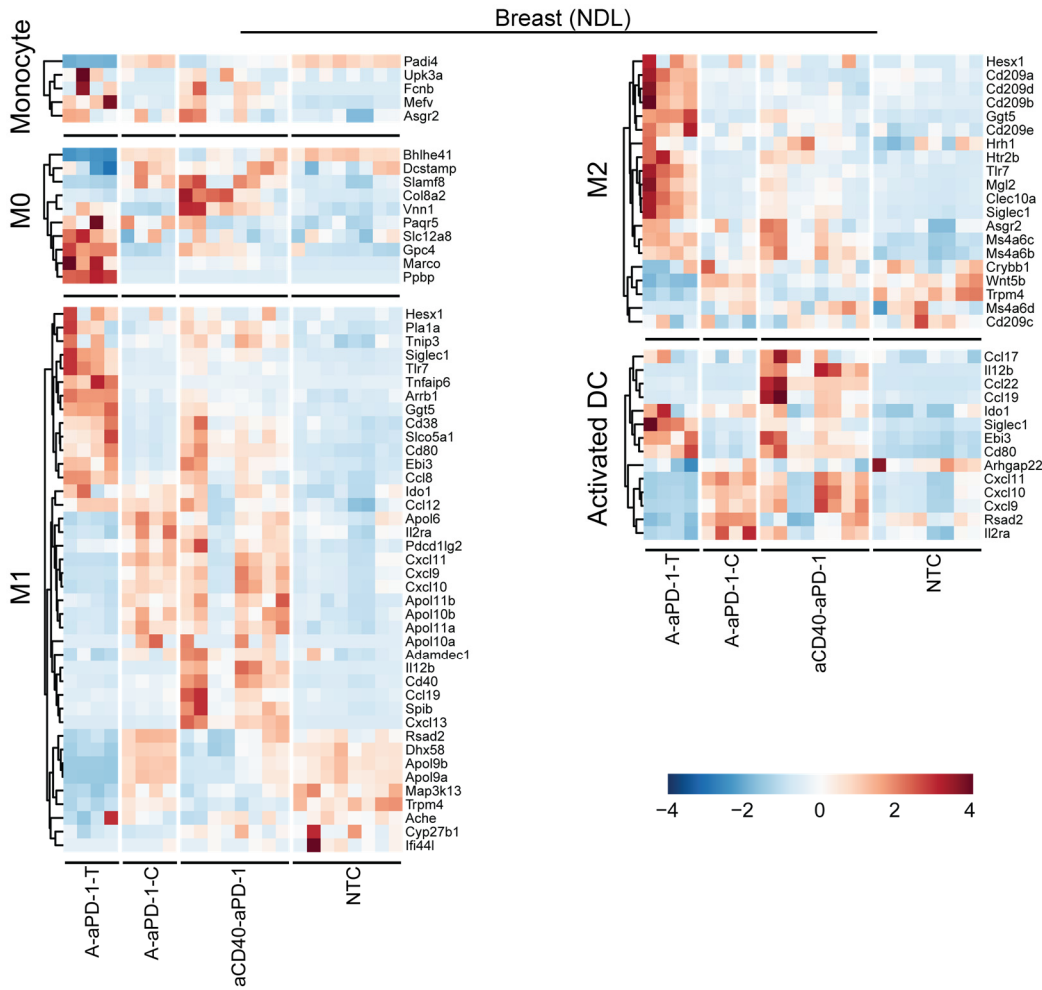 Breast (NDL)
Monocyte
Padi4
Upk3a
Fcnb
Mefv
Asgr2
M0
Bhlhe41
Dcstamp
Slamf8
Col8a2
Vnn1
Paqr5
Slc12a8
Gpc4
Marco
Ppbp
M1
Hesx1
Pla1a
Tnip3
Siglec1
Tlr7
Tnfaip6
Arrb1
Ggt5
Cd38
Slco5a1
Cd80
Ebi3
Ccl8
Ido1
Ccl12
Apol6
Il2ra
Pdcd1lg2
Cxcl11
Cxcl9
Cxcl10
Apol11b
Apol10b
Apol11a
Apol10a
Adamdec1
Il12b
Cd40
Ccl19
Spib
Cxcl13
Rsad2
Dhx58
Apol9b
Apol9a
Map3k13
Trpm4
Ache
Cyp27b1
Ifi44l
A-aPD-1-T
A-aPD-1-C
aCD40-aPD-1
NTC
M2
Hesx1
Cd209a
Cd209d
Cd209b
Ggt5
Cd209e
Hrh1
Htr2b
Tlr7
Mgl2
Clec10a
Siglec1
Asgr2
Ms4a6c
Ms4a6b
Crybb1
Wnt5b
Trpm4
Ms4a6d
Cd209c
Activated DC
Ccl17
Il12b
Ccl22
Ccl19
Ido1
Siglec1
Ebi3
Cd80
Arhgap22
Cxcl11
Cxcl10
Cxcl9
Rsad2
Il2ra
A-aPD-1-T
A-aPD-1-C
aCD40-aPD-1
NTC
−4 −2 0 2 4